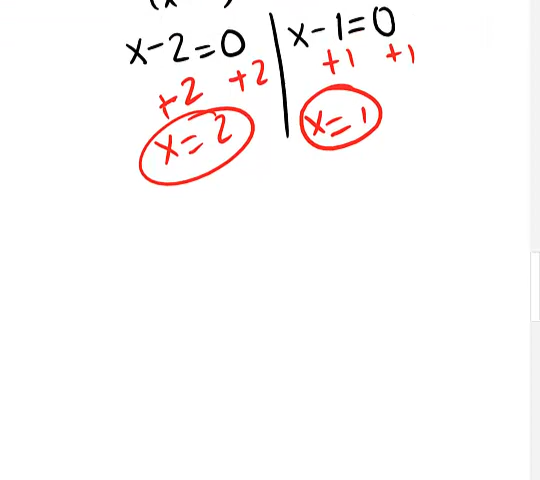 x-2=0 | x-1=0
+2 +2 +1 +1
x=2 x=1